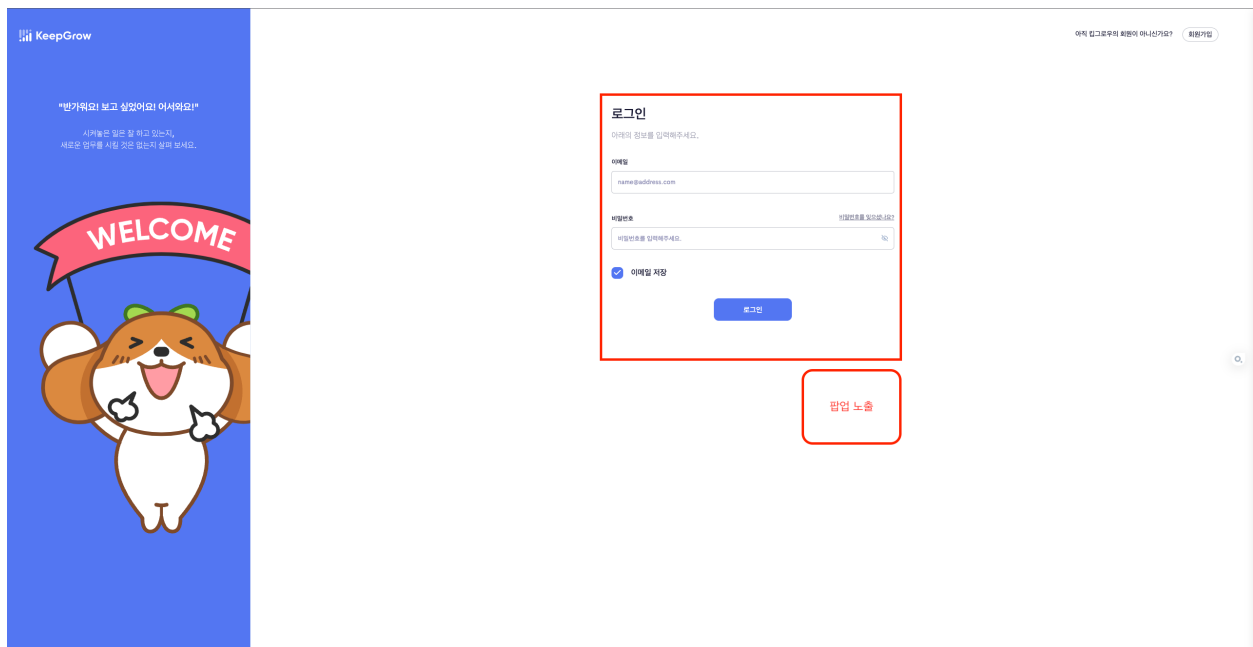 KeepGrow
아직 킵그로우의 회원이 아니신가요? 회원가입
"반가워요! 보고 싶었어요! 어서와요!"
시켜놓은 일은 잘 하고 있는지,
새로운 업무를 시킬 것은 없는지 살펴 보세요.
WELCOME
로그인
아래의 정보를 입력해주세요.
이메일
name@address.com
비밀번호 비밀번호를 잊으셨나요?
비밀번호를 입력해주세요.
이메일 저장
로그인
팝업 노출